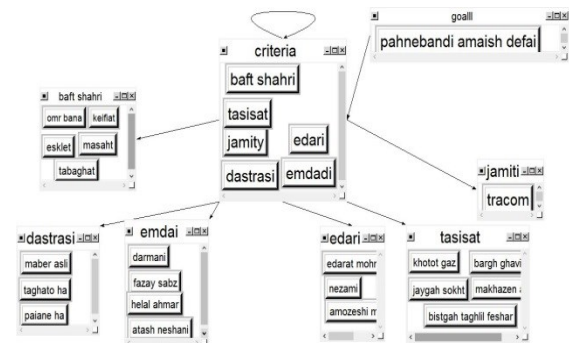 goalll
pahnebandi amaish defai
criteria
baft shahri
tasisat
jamity
edari
dastrasi
emdadi
baft shahri
omr bana
keifiat
esklet
masaht
tabaghat
jamiti
tracom
dastrasi
maber asli
taghato ha
paiane ha
emdai
darmani
fazay sabz
helal ahmar
atash neshani
edari
edarat mohr
nezami
amozeshi m
tasisat
khotot gaz
bargh ghavi
jaygah sokht
makhazen
bistgah taghlil feshar